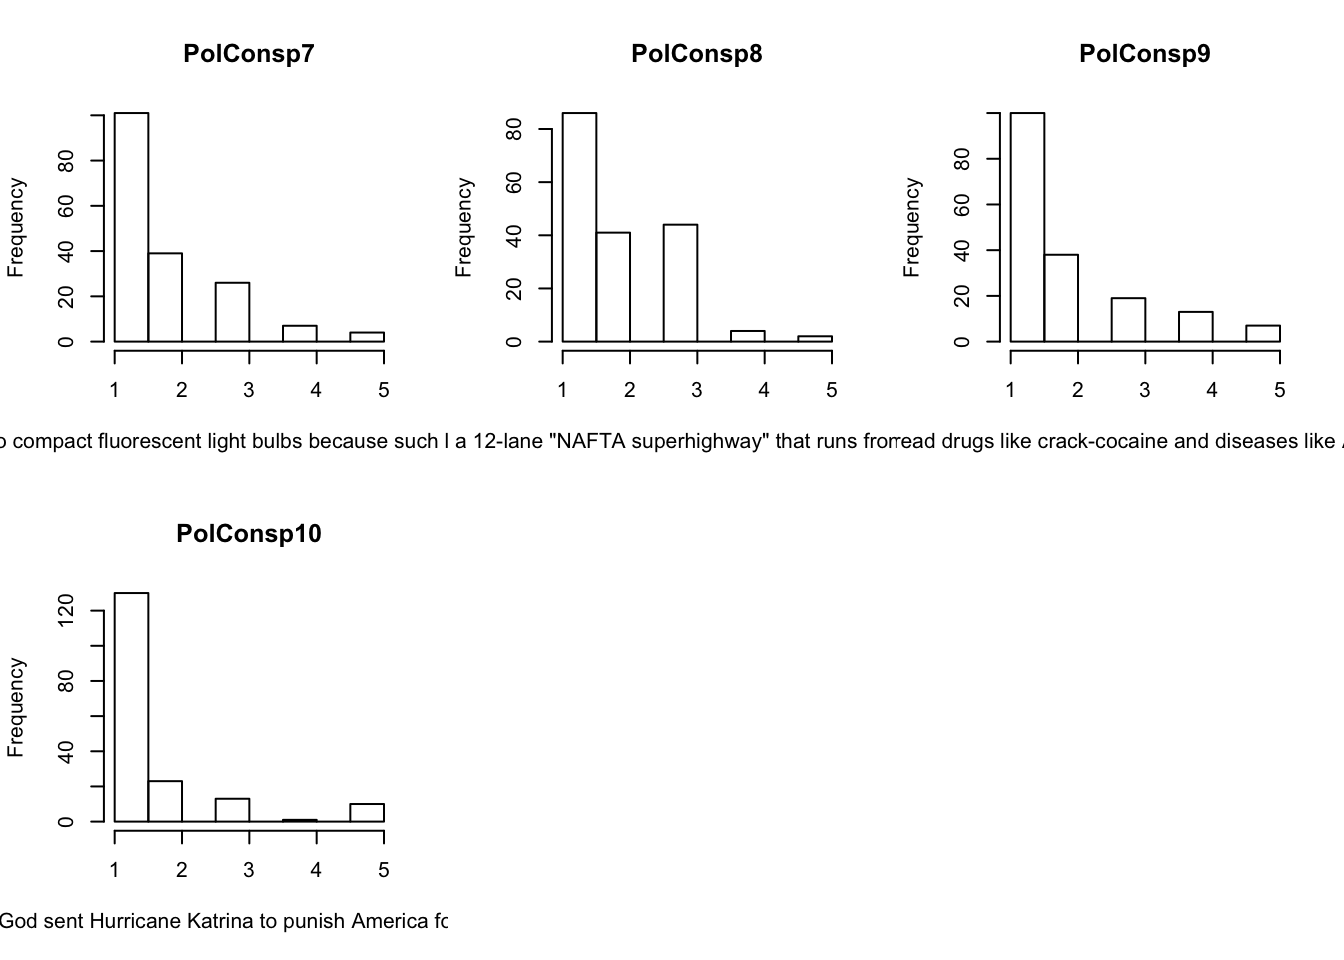 PolConsp7
PolConsp8
PolConsp9
Frequency
0 20 40 60 80
1 2 3 4 5
Frequency
0 20 40 60 80
1 2 3 4 5
Frequency
0 20 40 60 80
1 2 3 4 5
o compact fluorescent light bulbs because such l
a 12-lane "NAFTA superhighway" that runs from
read drugs like crack-cocaine and diseases like A
PolConsp10
Frequency
0 40 80 120
1 2 3 4 5
God sent Hurricane Katrina to punish America fo